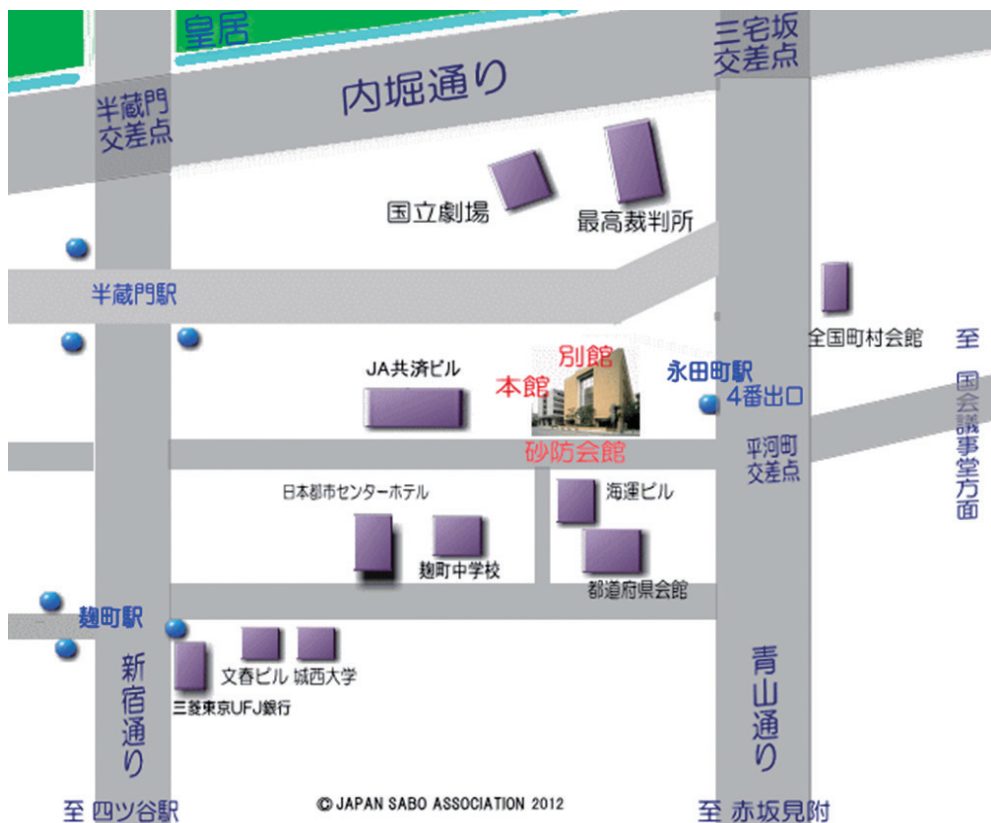 皇居
三宅坂
交差点
内堀通り
半蔵門
交差点
国立劇場
最高裁判所
半蔵門駅
全国町村会館
至 国会議事堂方面
JA共済ビル
別館
本館
永田町駅
4番出口
砂防会館
平河町
交差点
日本都市センターホテル
海運ビル
麹町中学校
都道府県会館
麹町駅
新宿通り
文春ビル
城西大学
三菱東京UFJ銀行
青山通り
至 四ツ谷駅
© JAPAN SABO ASSOCIATION 2012
至 赤坂見附